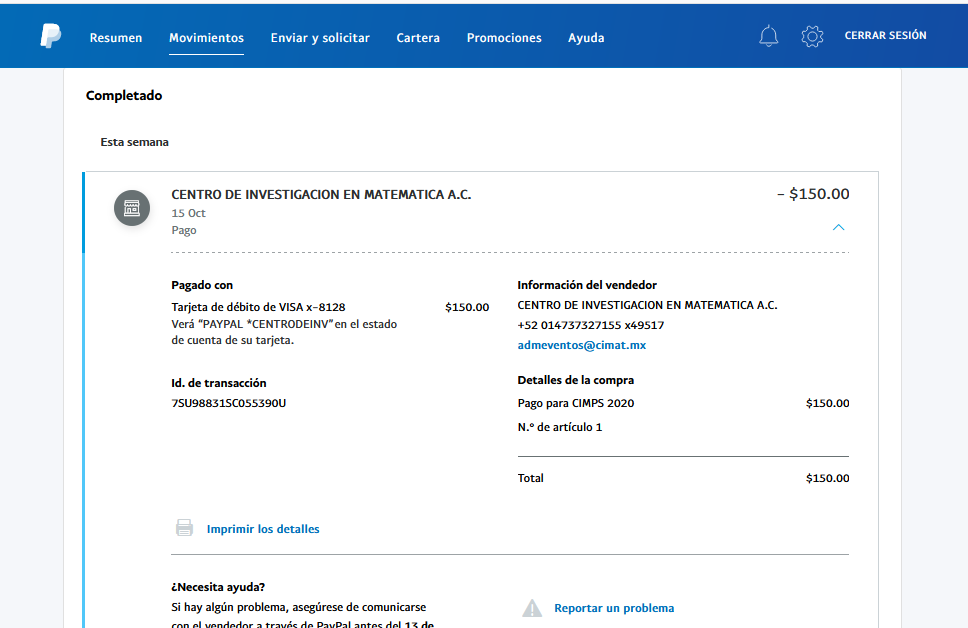 Resumen Movimientos Enviar y solicitar Cartera Promociones Ayuda CERRAR SESIÓN
Completado
Esta semana
CENTRO DE INVESTIGACION EN MATEMATICA A.C. – $150.00
15 Oct
Pago
Pagado con
Tarjeta de débito de VISA x-8128 $150.00
Verá "PAYPAL *CENTRODEINV" en el estado
de cuenta de su tarjeta.
Id. de transacción
7SU98831SC055390U
Información del vendedor
CENTRO DE INVESTIGACION EN MATEMATICA A.C.
+52 014737327155 x49517
admeventos@cimat.mx
Detalles de la compra
Pago para CIMPS 2020 $150.00
N.º de artículo 1
Total $150.00
Imprimir los detalles
¿Necesita ayuda?
Si hay algún problema, asegúrese de comunicarse
con el vendedor a través de PayPal antes del 13 de
Reportar un problema